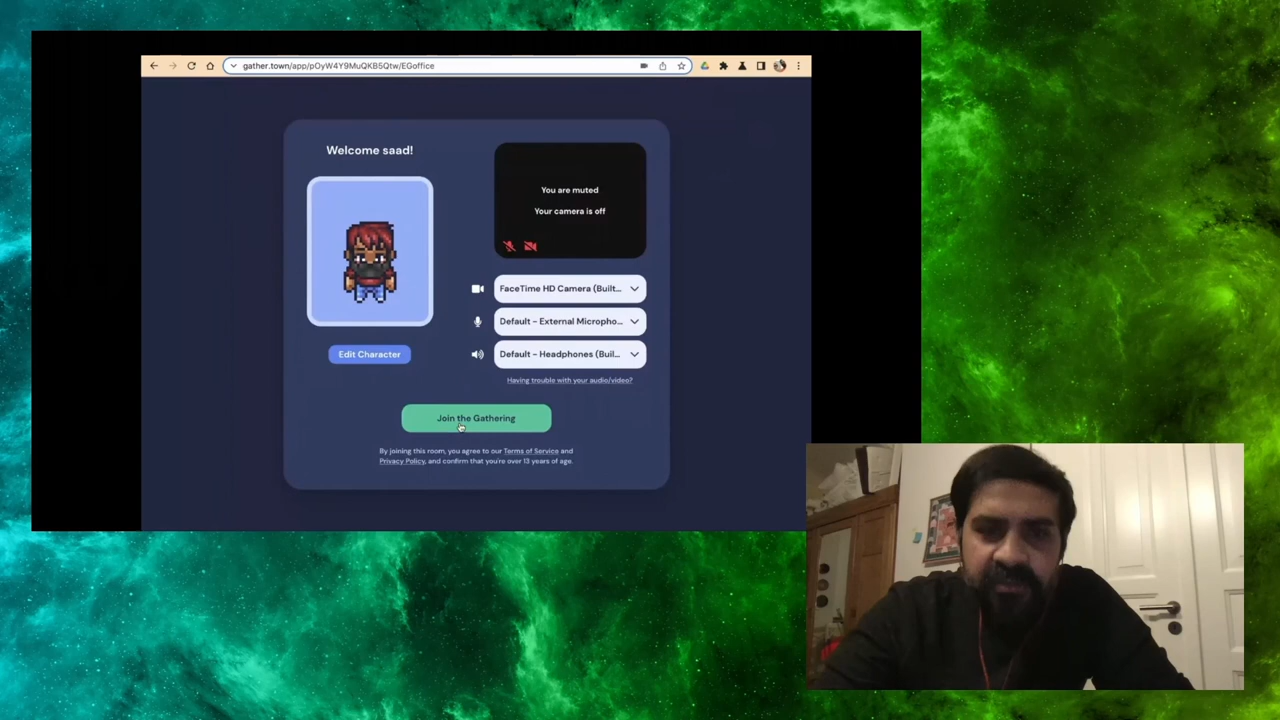 gather.town/app/pOyW4Y9MuQKB5Qtw/EGoffice
Welcome saad!
You are muted
Your camera is off
FaceTime HD Camera (Built...
Default - External Micropho...
Edit Character
Default - Headphones (Buil...
Having trouble with your audio/video?
Join the Gathering
By joining this room, you agree to our Terms of Service and
Privacy Policy, and confirm that you're over 13 years of age.